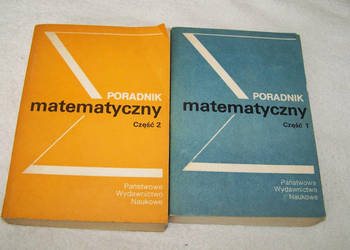 PORADNIK
matematyczny
Część 2
Państwowe
Wydawnictwo
Naukowe
PORADNIK
matematyczny
Część 1
Państwowe
Wydawnictwo
Naukowe